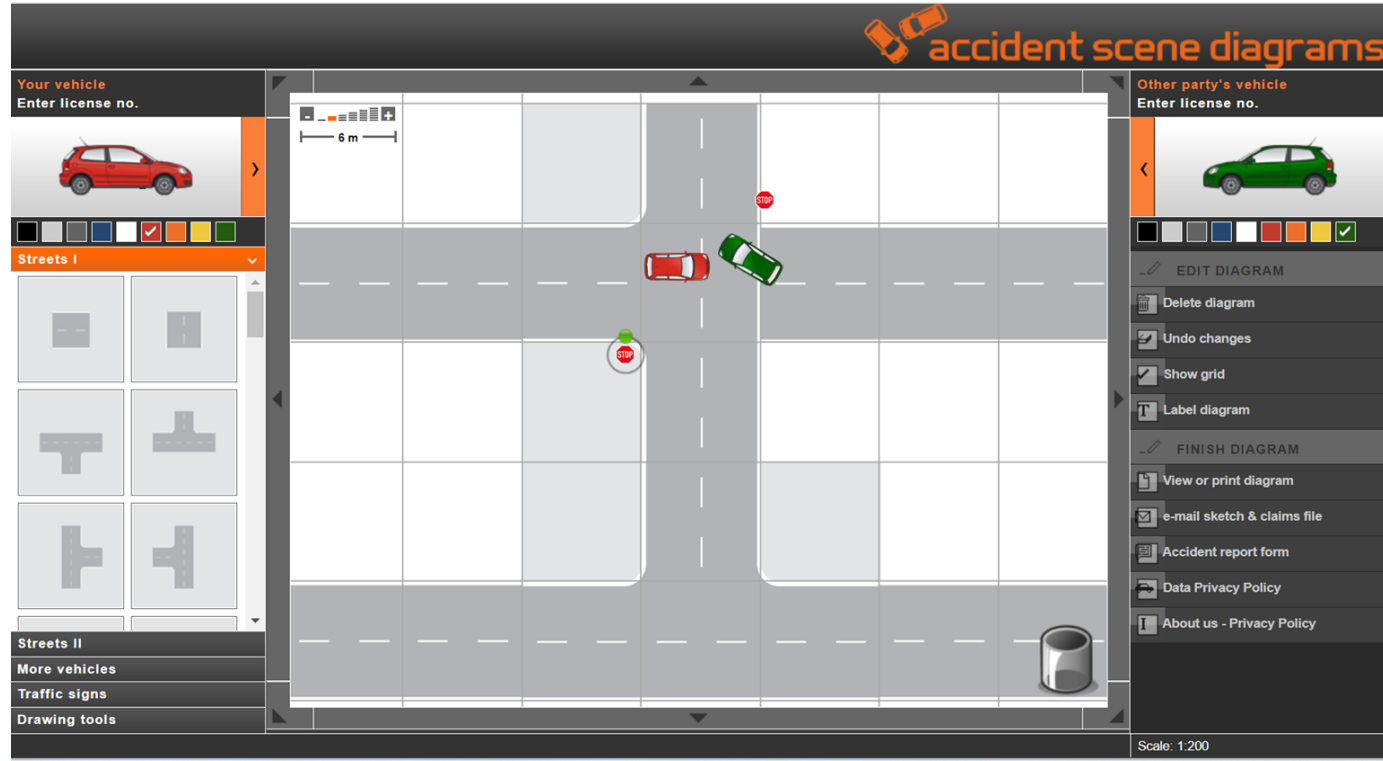 accident scene diagrams
Your vehicle
Enter license no.
Streets I
Streets II
More vehicles
Traffic signs
Drawing tools
- +
6 m
STOP
STOP
Other party's vehicle
Enter license no.
EDIT DIAGRAM
Delete diagram
Undo changes
Show grid
T Label diagram
FINISH DIAGRAM
View or print diagram
e-mail sketch & claims file
Accident report form
Data Privacy Policy
I About us - Privacy Policy
Scale: 1:200